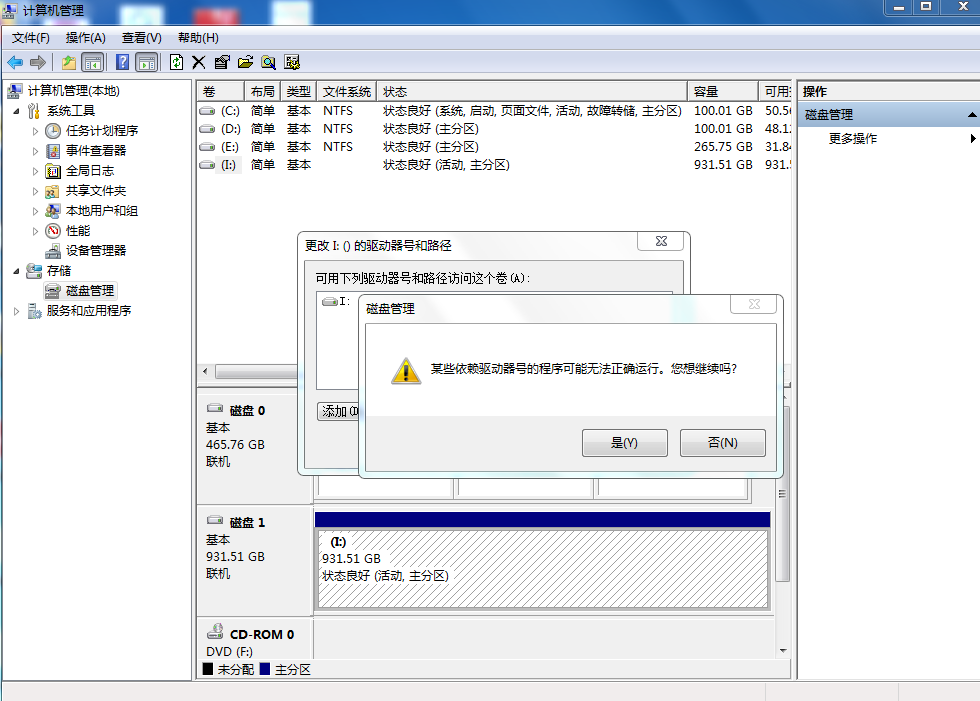 计算机管理
文件(F) 操作(A) 查看(V) 帮助(H)
计算机管理(本地)
系统工具
任务计划程序
事件查看器
全局日志
共享文件夹
本地用户和组
性能
设备管理器
存储
磁盘管理
服务和应用程序
卷 布局 类型 文件系统 状态 容量 可用
(C:) 简单 基本 NTFS 状态良好 (系统, 启动, 页面文件, 活动, 故障转储, 主分区) 100.01 GB 50.5
(D:) 简单 基本 NTFS 状态良好 (主分区) 100.01 GB 48.1
(E:) 简单 基本 NTFS 状态良好 (主分区) 265.75 GB 31.8
(I:) 简单 基本 状态良好 (活动, 主分区) 931.51 GB 931.
更改 I: () 的驱动器号和路径
可用下列驱动器号和路径访问这个卷(A):
I:
添加(D
磁盘管理
某些依赖驱动器号的程序可能无法正确运行。您想继续吗?
是(Y) 否(N)
磁盘 0
基本
465.76 GB
联机
磁盘 1
基本
931.51 GB
联机
(I:)
931.51 GB
状态良好 (活动, 主分区)
CD-ROM 0
DVD (F:)
未分配 主分区
操作
磁盘管理
更多操作